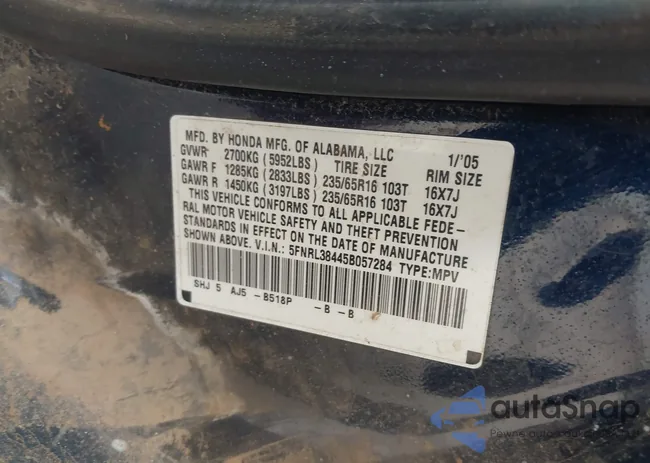 MFD. BY HONDA MFG. OF ALABAMA, LLC 1/'05
GVWR 2700KG (5952LBS) TIRE SIZE RIM SIZE
GAWR F 1285KG (2833LBS) 235/65R16 103T 16X7J
GAWR R 1450KG (3197LBS) 235/65R16 103T 16X7J
THIS VEHICLE CONFORMS TO ALL APPLICABLE FEDE-
RAL MOTOR VEHICLE SAFETY AND THEFT PREVENTION
STANDARDS IN EFFECT ON THE DATE OF MANUFACTURE
SHOWN ABOVE. V.I.N.: 5FNRL38445B057284 TYPE:MPV
SHJ 5 AJ5 -B518P -B -B
autoSnap
Pewne auto